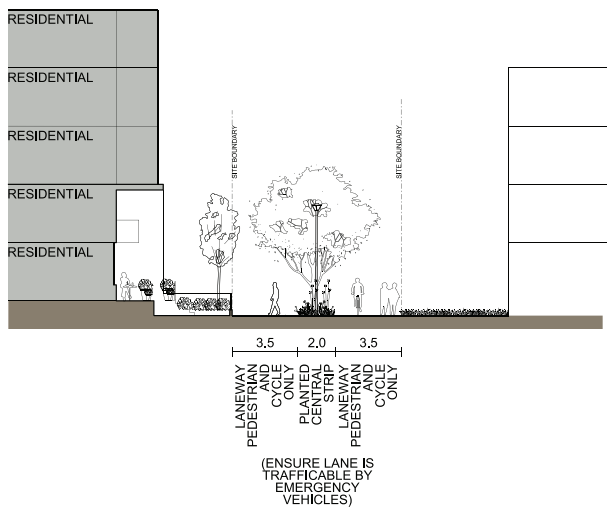 RESIDENTIAL
RESIDENTIAL
RESIDENTIAL
RESIDENTIAL
RESIDENTIAL
SITE BOUNDARY
SITE BOUNDARY
3.5
2.0
3.5
LANEWAY
PEDESTRIAN
AND
CYCLE
ONLY
PLANTED
CENTRAL
STRIP
LANEWAY
PEDESTRIAN
AND
CYCLE
ONLY
(ENSURE LANE IS
TRAFFICABLE BY
EMERGENCY
VEHICLES)